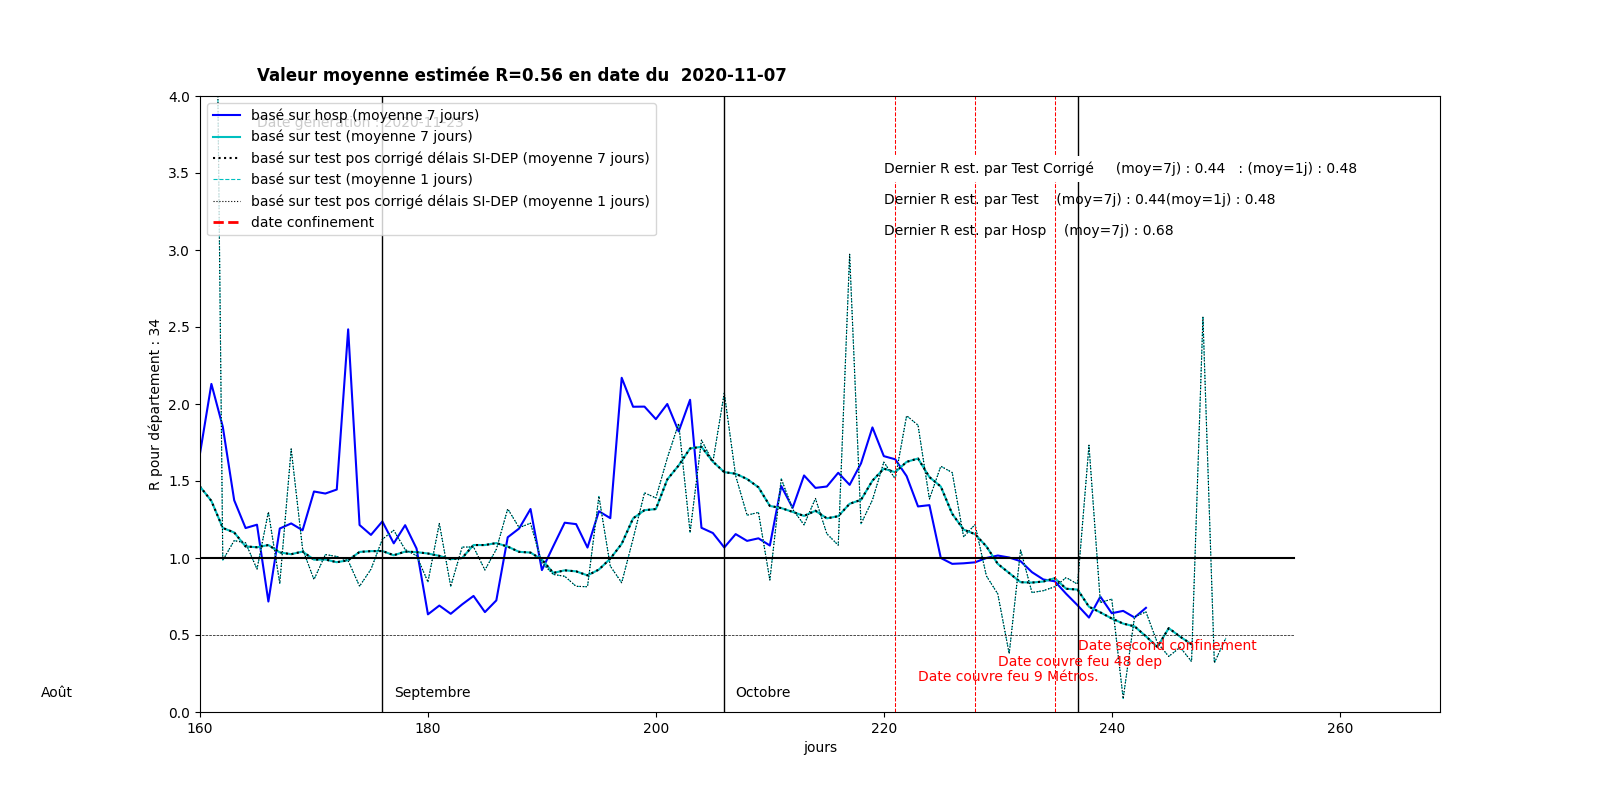 Valeur moyenne estimée R=0.56 en date du  2020-11-07
Date génération : 2020-11-23
basé sur hosp (moyenne 7 jours)
basé sur test (moyenne 7 jours)
basé sur test pos corrigé délais SI-DEP (moyenne 7 jours)
basé sur test (moyenne 1 jours)
basé sur test pos corrigé délais SI-DEP (moyenne 1 jours)
date confinement
Dernier R est. par Test Corrigé     (moy=7j) : 0.44   : (moy=1j) : 0.48
Dernier R est. par Test    (moy=7j) : 0.44(moy=1j) : 0.48
Dernier R est. par Hosp    (moy=7j) : 0.68
R pour département : 34
4.0
3.5
3.0
2.5
2.0
1.5
1.0
0.5
0.0
Date second confinement
Date couvre feu 48 dep
Date couvre feu 9 Métros.
Août
Septembre
Octobre
160
180
200
220
240
260
jours